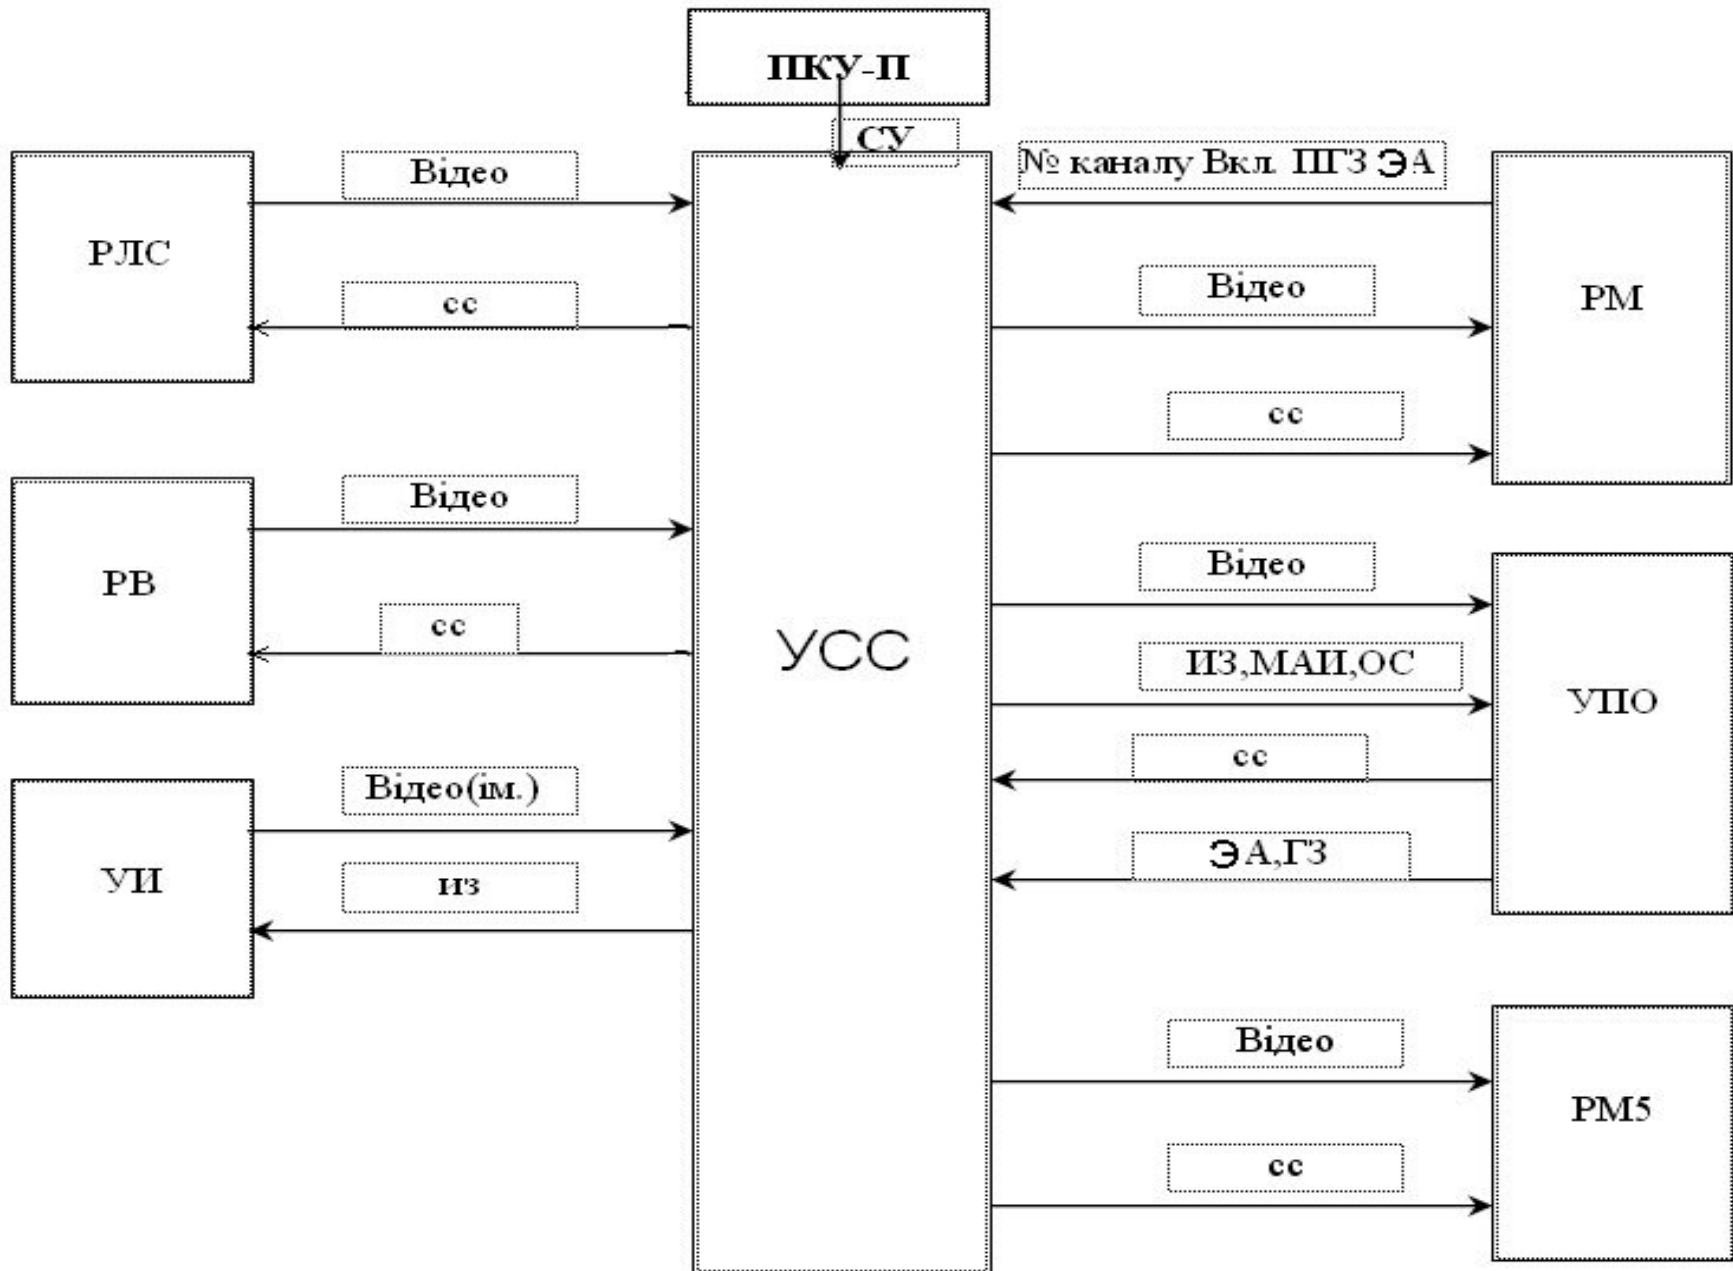 ПКУ-П
СУ
Відео
№ каналу Вкл. ПГЗ ЭА
РЛС
сс
Відео
РМ
сс
Відео
РВ
сс
Відео
ИЗ,МАИ,ОС
УСС
УПО
сс
Відео(ім.)
ЭА,ГЗ
УИ
из
Відео
РМ5
сс